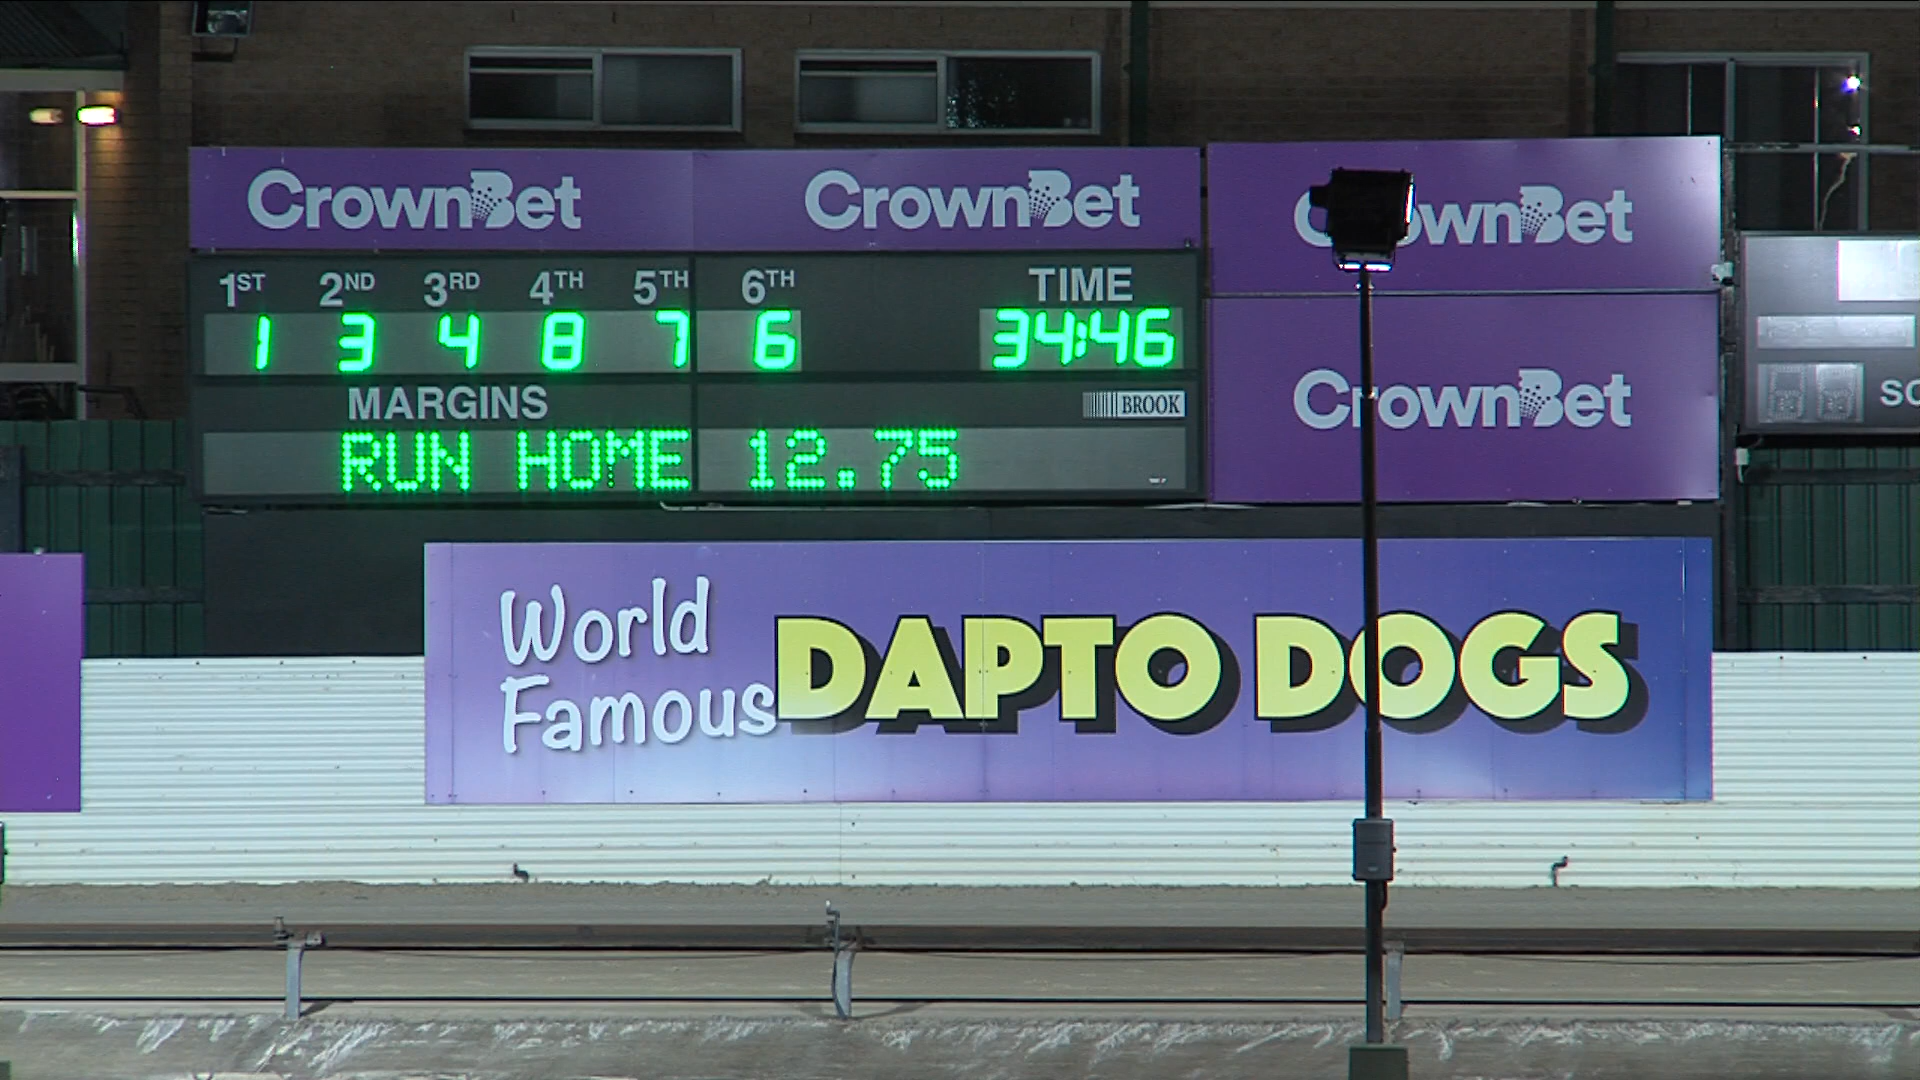 CrownBet CrownBet CrownBet
1ST 2ND 3RD 4TH 5TH 6TH TIME
1 3 4 8 7 6 34:46
MARGINS BROOK
RUN HOME 12.75
CrownBet
SC
World
Famous
DAPTO DOGS